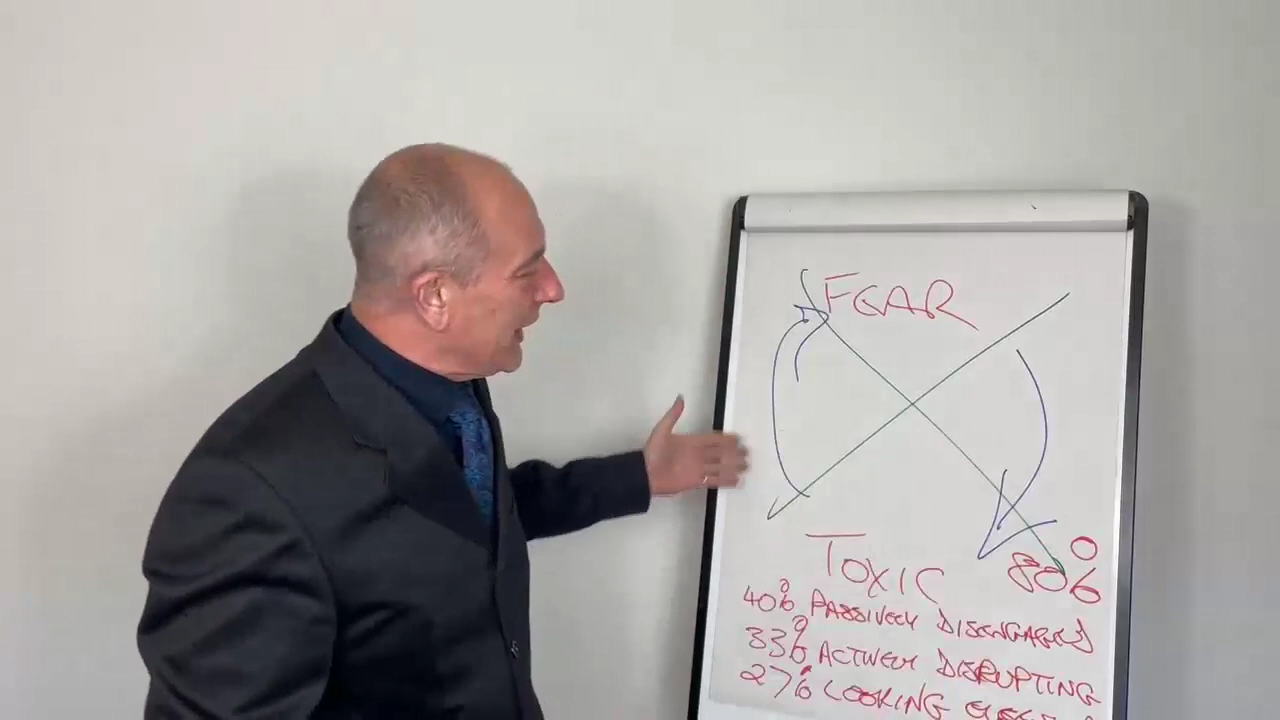 FEAR
TOXIC 80%
40% PASSIVELY DISENGAGED
33% ACTIVELY DISRUPTING
27% LOOKING